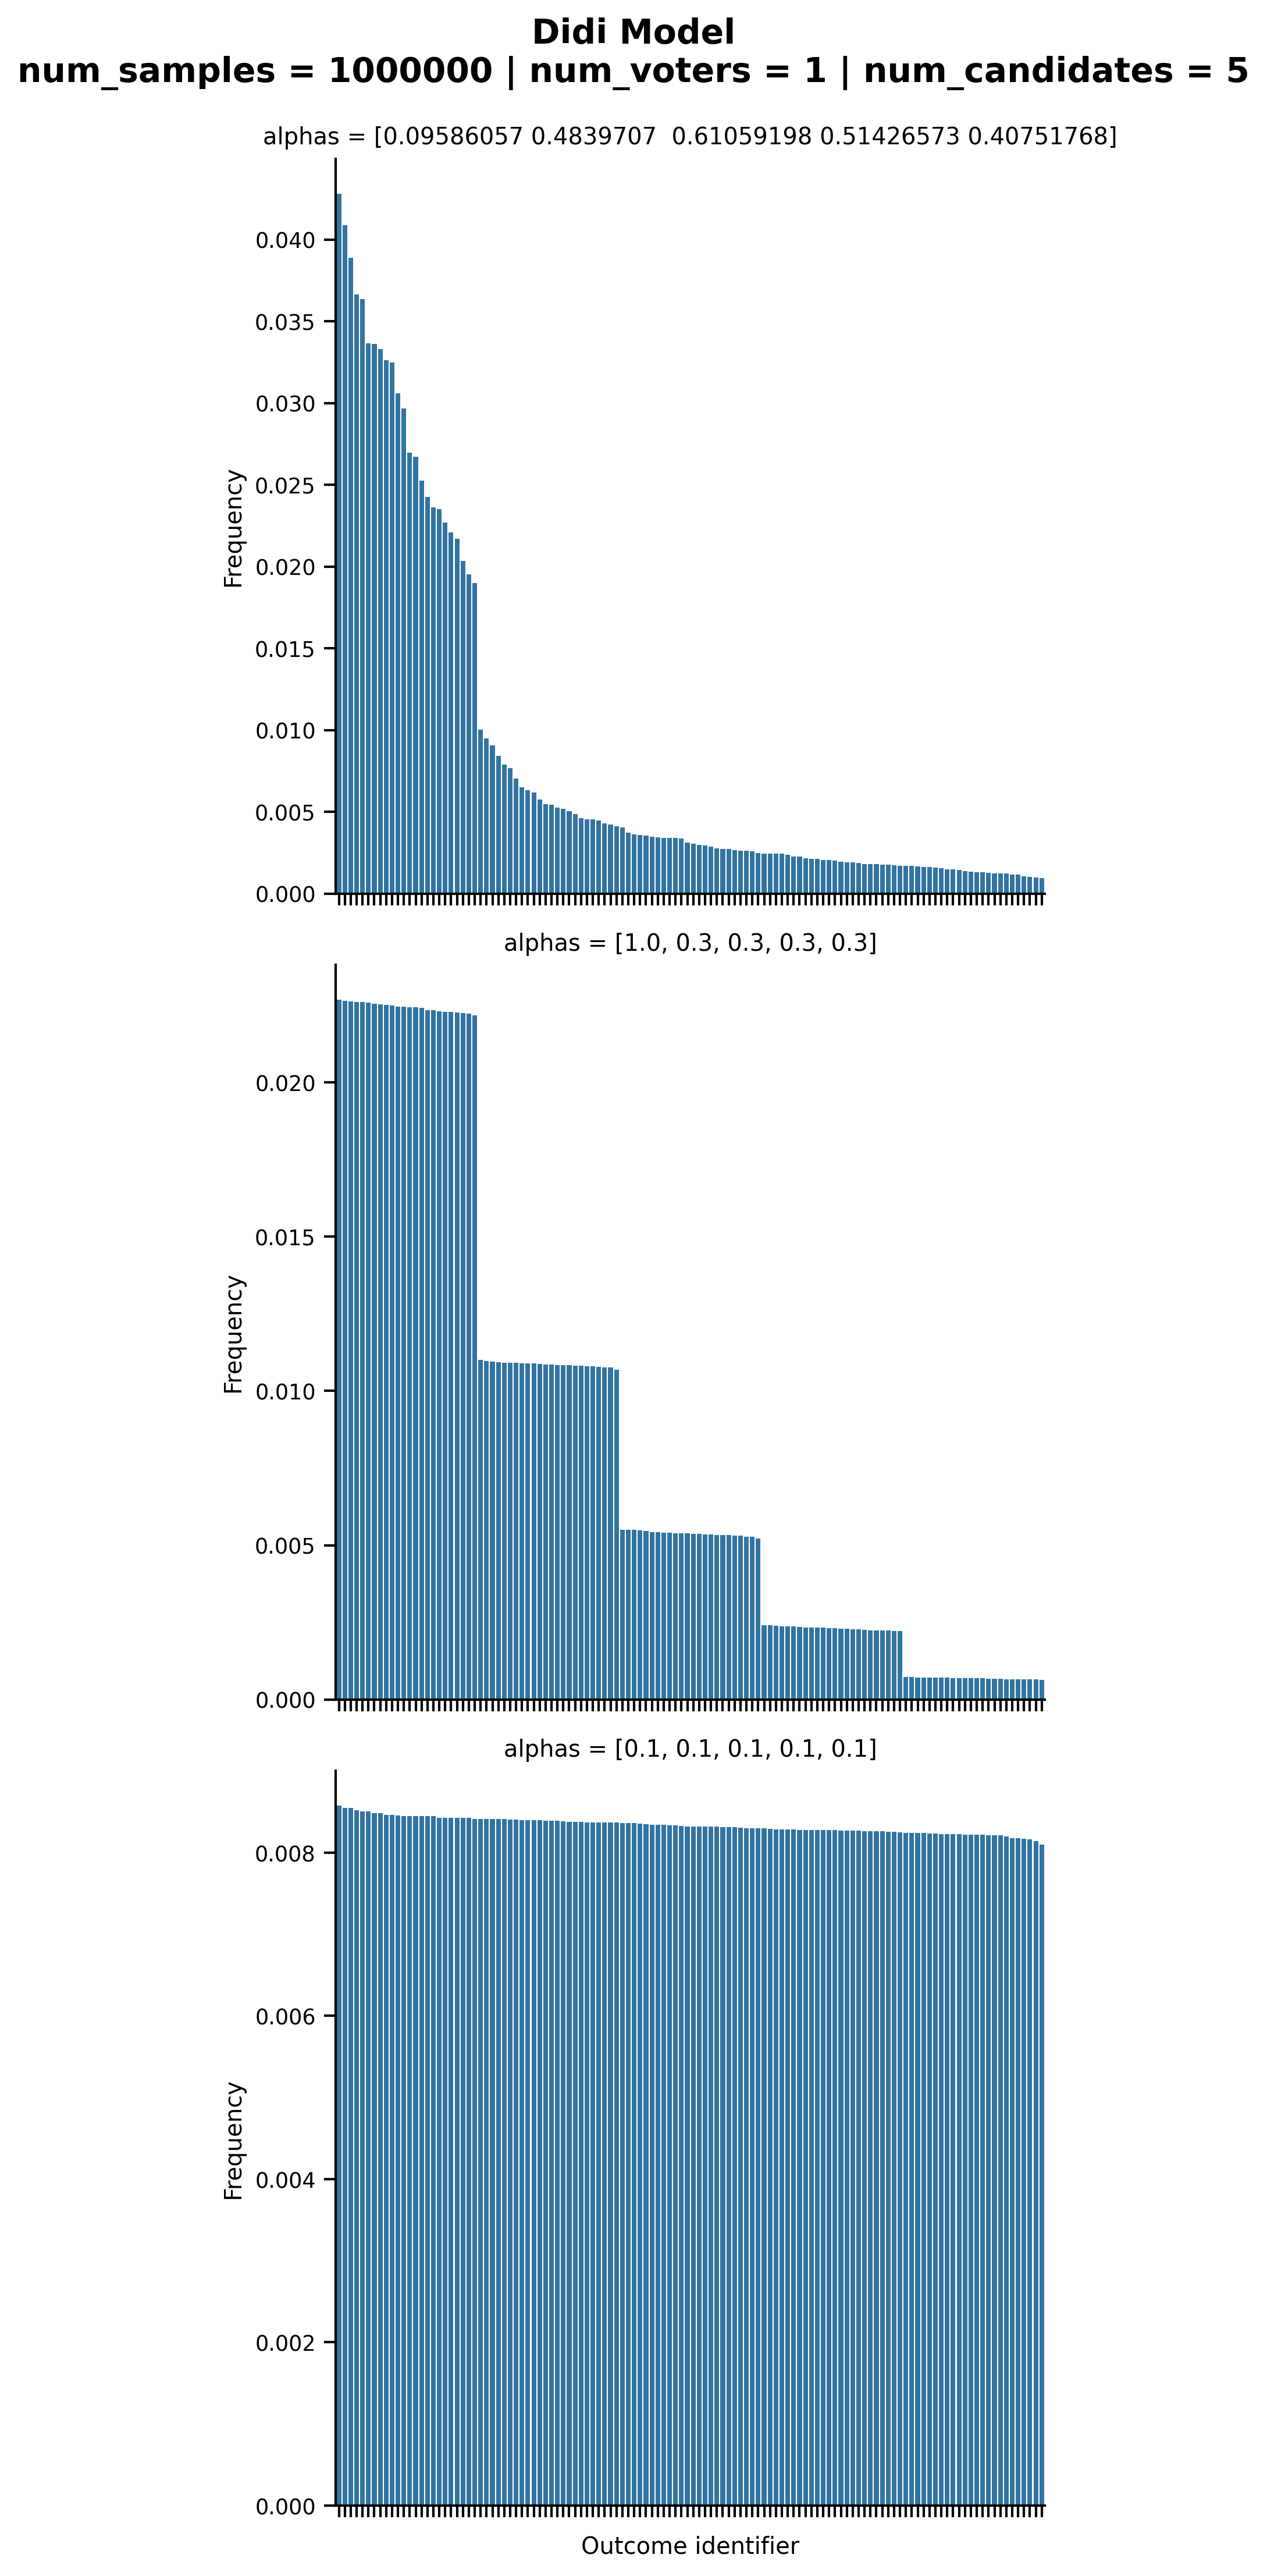 Didi Model
num_samples = 1000000 | num_voters = 1 | num_candidates = 5
alphas = [0.09586057 0.4839707  0.61059198 0.51426573 0.40751768]
0.040
0.035
0.030
0.025
0.020
0.015
0.010
0.005
0.000
Frequency
alphas = [1.0, 0.3, 0.3, 0.3, 0.3]
0.020
0.015
0.010
0.005
0.000
Frequency
alphas = [0.1, 0.1, 0.1, 0.1, 0.1]
0.008
0.006
0.004
0.002
0.000
Frequency
Outcome identifier